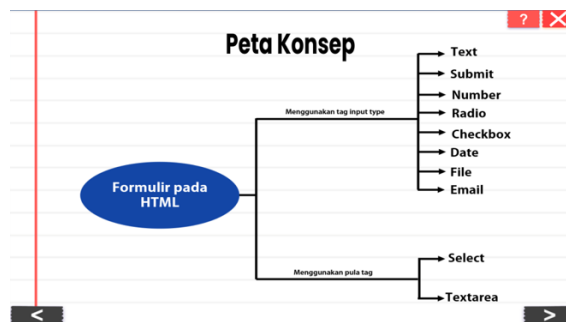 ?
Peta Konsep
Text
Submit
Menggunakan tag input type
Number
Radio
Checkbox
Date
File
Email
Formulir pada
HTML
Menggunakan pula tag
Select
Textarea
<
>